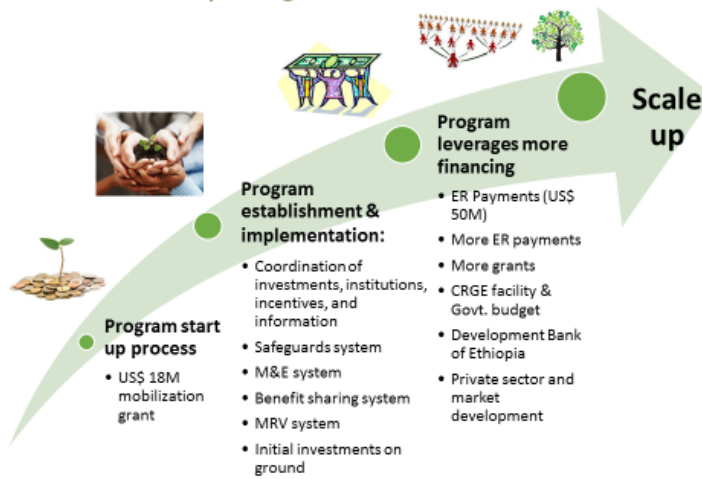 Scale
up
Program
leverages more
financing
• ER Payments (US$
50M)
• More ER payments
• More grants
• CRGE facility &
Govt. budget
• Development Bank
of Ethiopia
• Private sector and
market
development
Program
establishment &
implementation:
• Coordination of
investments, institutions,
incentives, and
information
• Safeguards system
• M&E system
• Benefit sharing system
• MRV system
• Initial investments on
ground
Program start
up process
• US$ 18M
mobilization
grant